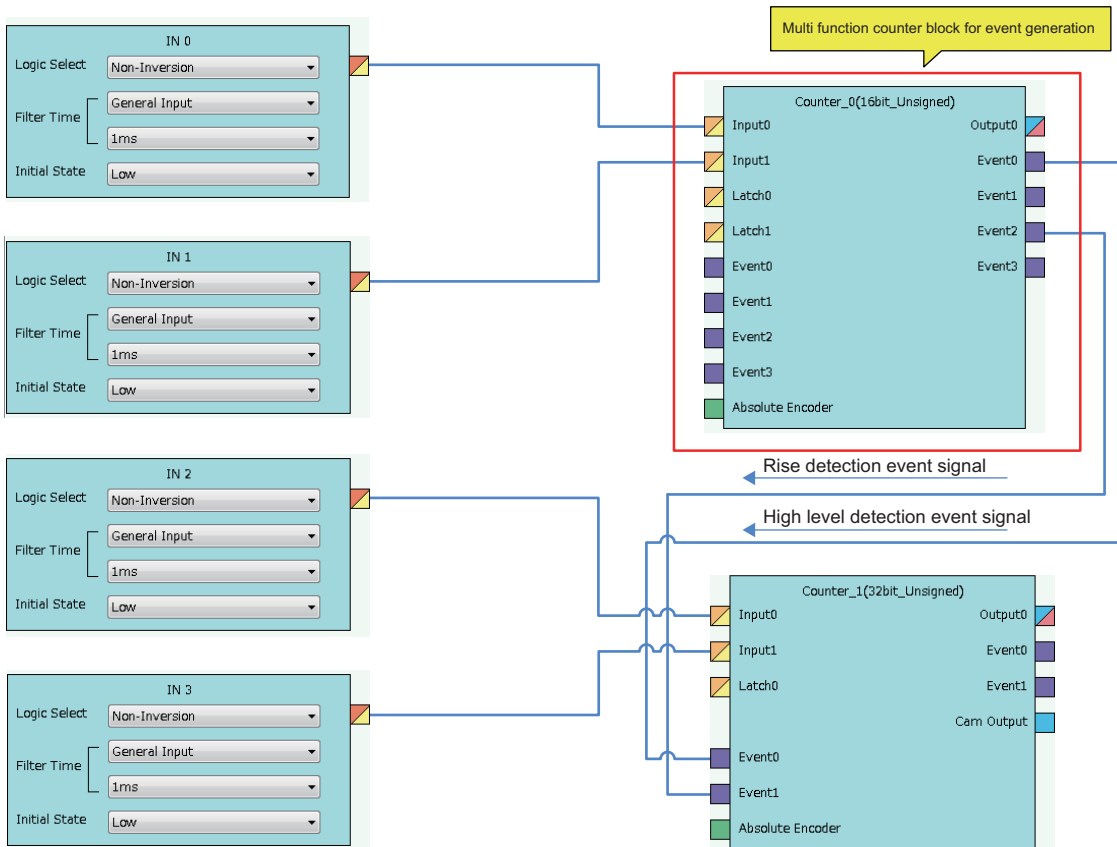 IN 0
Logic Select
Non-Inversion
Filter Time
General Input
1ms
Initial State
Low
IN 1
Logic Select
Non-Inversion
Filter Time
General Input
1ms
Initial State
Low
IN 2
Logic Select
Non-Inversion
Filter Time
General Input
1ms
Initial State
Low
IN 3
Logic Select
Non-Inversion
Filter Time
General Input
1ms
Initial State
Low
Multi function counter block for event generation
Counter_0(16bit_Unsigned)
Input0
Output0
Input1
Event0
Latch0
Event1
Latch1
Event2
Event0
Event3
Event1
Event2
Event3
Absolute Encoder
Rise detection event signal
High level detection event signal
Counter_1(32bit_Unsigned)
Input0
Output0
Input1
Event0
Latch0
Event1
Cam Output
Event0
Event1
Absolute Encoder